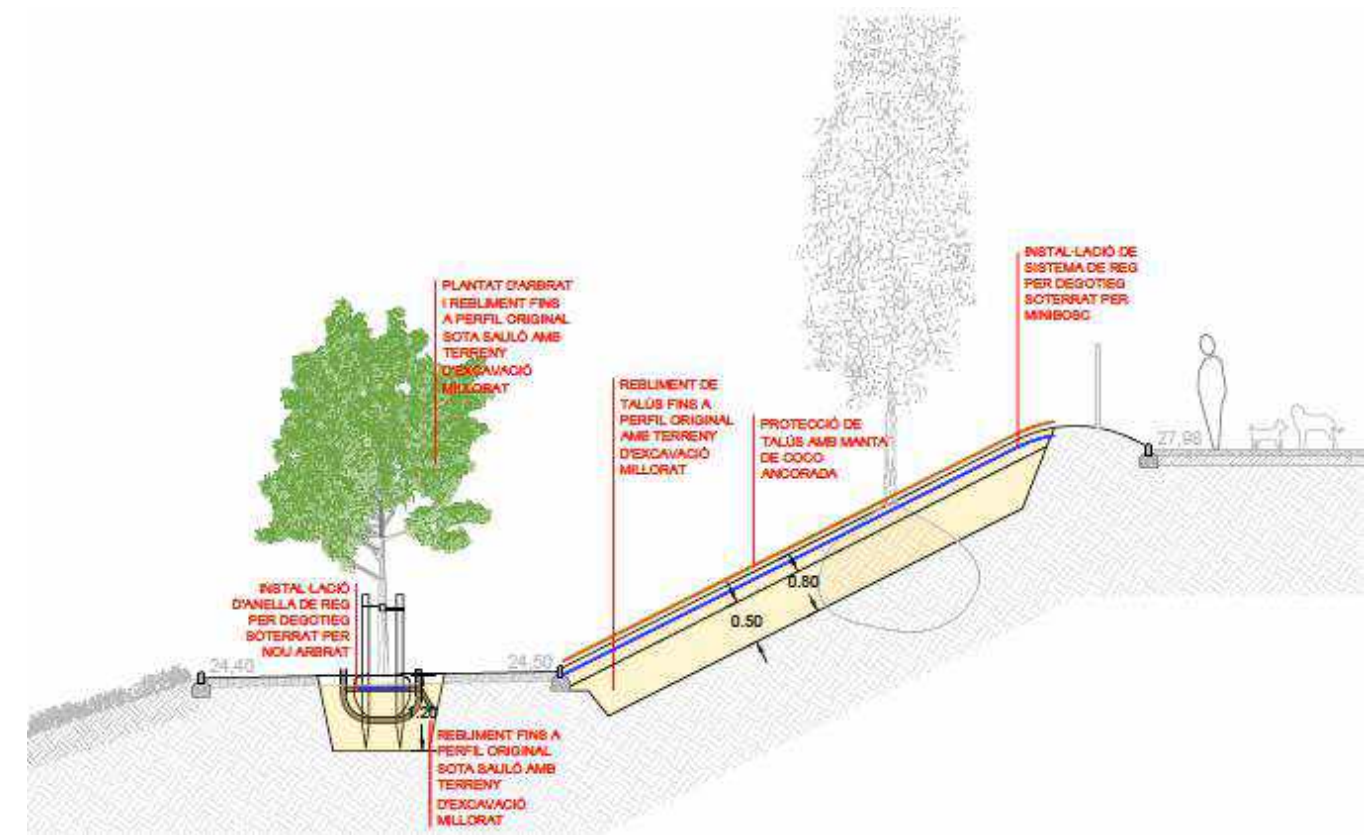 INSTAL·LACIÓ DE
SISTEMA DE REG
PER DEGOTEIG
SOTERRAT PER
MINIBOSC
PLANTAT D'ARBRAT
I REBLIMENT FINS
A PERFIL ORIGINAL
SOTA SAULÓ AMB
TERRENY
D'EXCAVACIÓ
MILLORAT
REBLIMENT DE
TALÚS FINS A
PERFIL ORIGINAL
AMB TERRENY
D'EXCAVACIÓ
MILLORAT
PROTECCIÓ DE
TALÚS AMB MANTA
DE COCO
ANCORADA
27,98
0.80
0.50
INSTAL·LACIÓ
D'ANELLA DE REG
PER DEGOTEIG
SOTERRAT PER
NOU ARBRAT
24,40
24,50
1.20
REBLIMENT FINS A
PERFIL ORIGINAL
SOTA SAULÓ AMB
TERRENY
D'EXCAVACIÓ
MILLORAT